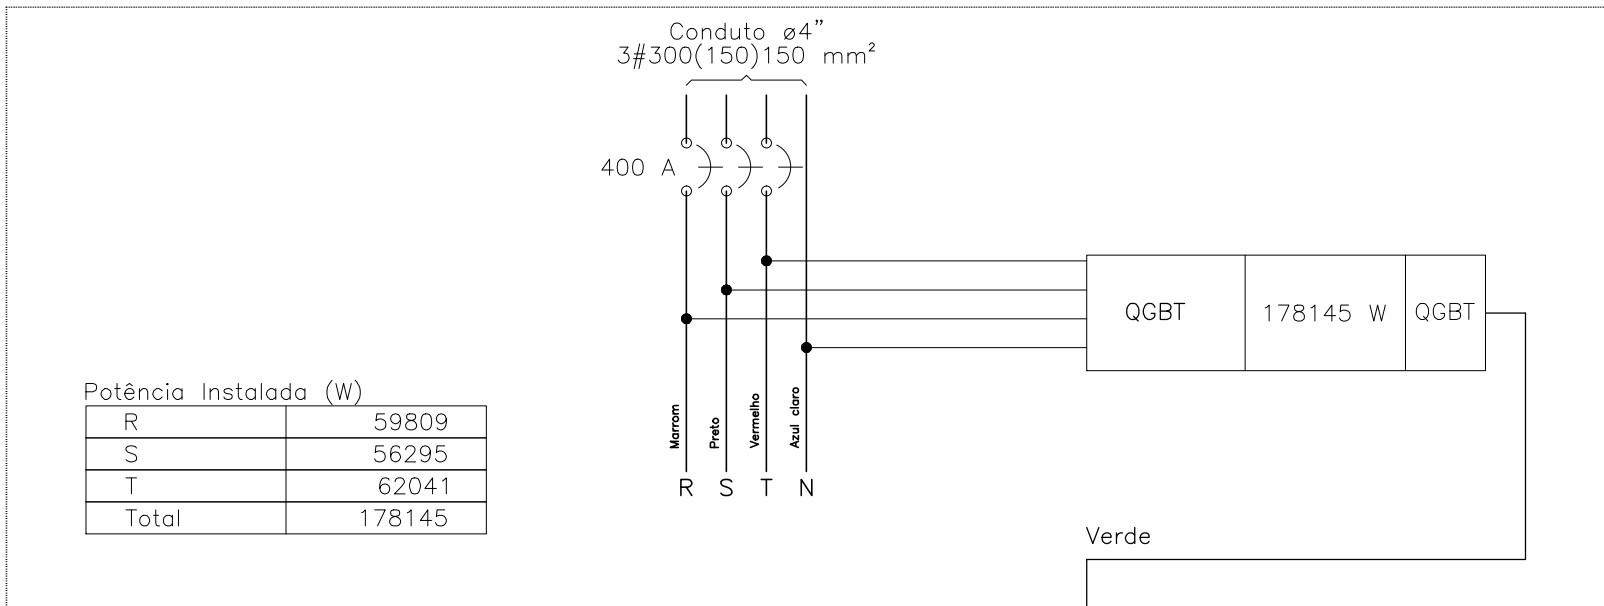 Conduto ø4”
3#300(150)150 mm²
400 A
QGBT 178145 W QGBT
Potência Instalada (W)
R 59809
S 56295
T 62041
Total 178145
Marrom
Preto
Vermelho
Azul claro
R S T N
Verde